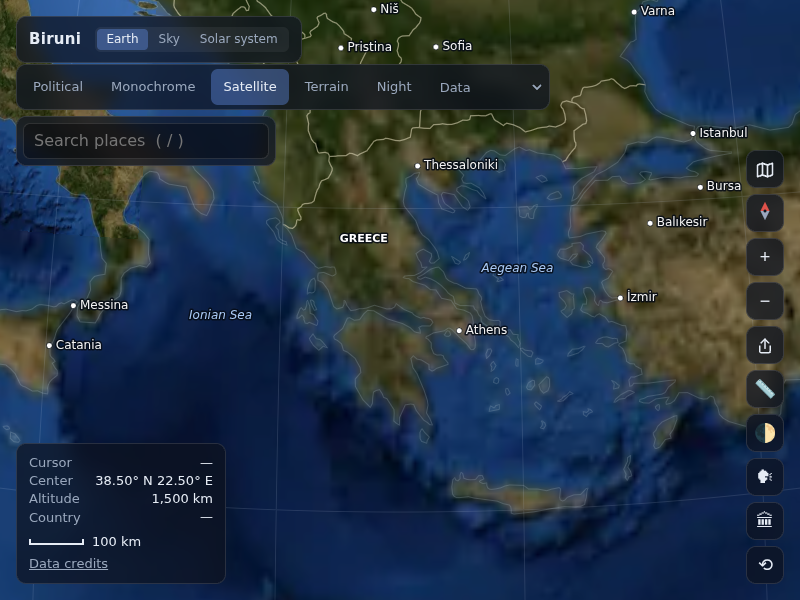 Niš
Varna
Biruni
Earth
Sky
Solar system
Pristina
Sofia
Political
Monochrome
Satellite
Terrain
Night
Data
Search places ( / )
Istanbul
Thessaloniki
Bursa
Balıkesir
GREECE
Aegean Sea
İzmir
Messina
Ionian Sea
Athens
Catania
Cursor —
Center 38.50° N 22.50° E
Altitude 1,500 km
Country —
100 km
Data credits